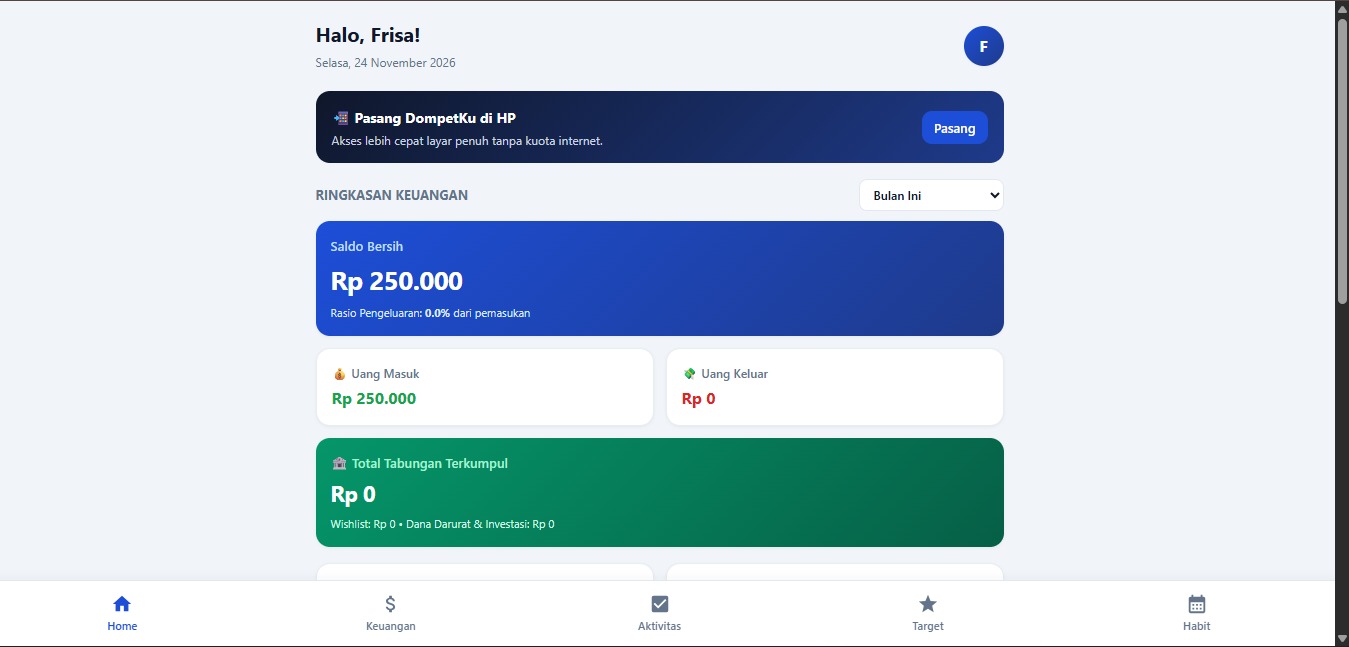 Halo, Frisa!
F
Selasa, 24 November 2026
Pasang DompetKu di HP
Akses lebih cepat layar penuh tanpa kuota internet.
Pasang
RINGKASAN KEUANGAN
Bulan Ini
Saldo Bersih
Rp 250.000
Rasio Pengeluaran: 0.0% dari pemasukan
Uang Masuk
Rp 250.000
Uang Keluar
Rp 0
Total Tabungan Terkumpul
Rp 0
Wishlist: Rp 0 • Dana Darurat & Investasi: Rp 0
Home
Keuangan
Aktivitas
Target
Habit